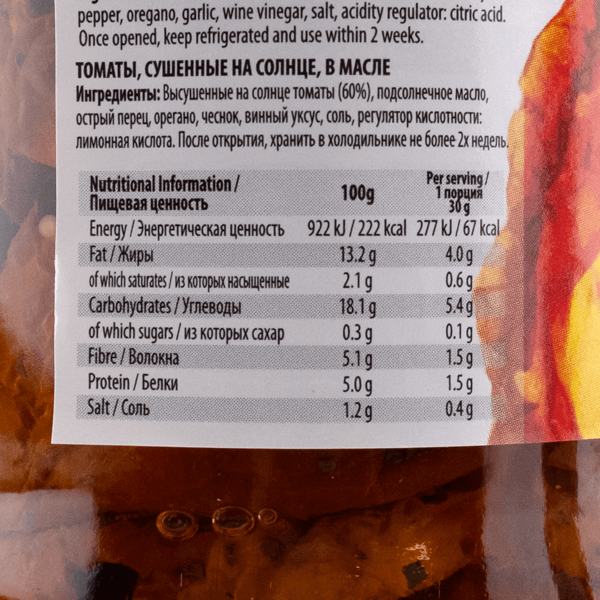 pepper, oregano, garlic, wine vinegar, salt, acidity regulator: citric acid.
Once opened, keep refrigerated and use within 2 weeks.
ТОМАТЫ, СУШЕННЫЕ НА СОЛНЦЕ, В МАСЛЕ
Ингредиенты: Высушенные на солнце томаты (60%), подсолнечное масло,
острый перец, орегано, чеснок, винный уксус, соль, регулятор кислотности:
лимонная кислота. После открытия, хранить в холодильнике не более 2х недель.
Nutritional Information /
Пищевая ценность
100g
Per serving /
1 порция
30 g
Energy / Энергетическая ценность 922 kJ / 222 kcal 277 kJ / 67 kcal
Fat / Жиры 13.2 g 4.0 g
of which saturates / из которых насыщенные 2.1 g 0.6 g
Carbohydrates / Углеводы 18.1 g 5.4 g
of which sugars / из которых сахар 0.3 g 0.1 g
Fibre / Волокна 5.1 g 1.5 g
Protein / Белки 5.0 g 1.5 g
Salt / Соль 1.2 g 0.4 g